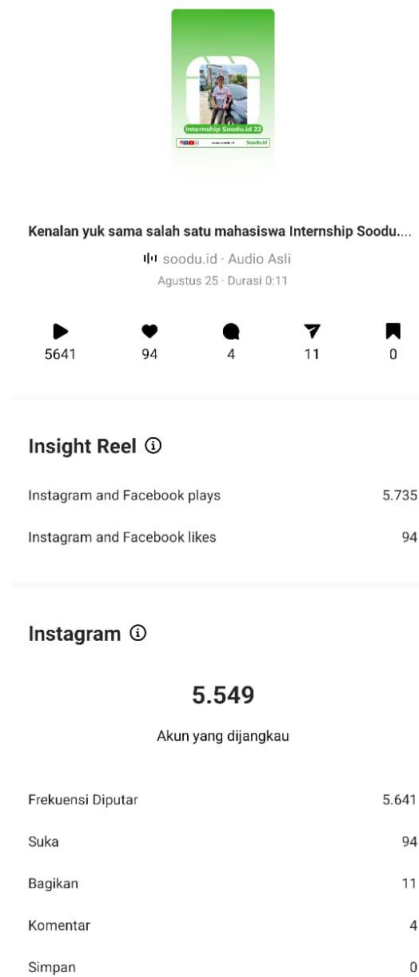 Internship Soodu.id 22
Soodu.id
Kenalan yuk sama salah satu mahasiswa Internship Soodu....
soodu.id · Audio Asli
Agustus 25 · Durasi 0:11
5641 94 4 11 0
Insight Reel
Instagram and Facebook plays 5.735
Instagram and Facebook likes 94
Instagram
5.549
Akun yang dijangkau
Frekuensi Diputar 5.641
Suka 94
Bagikan 11
Komentar 4
Simpan 0